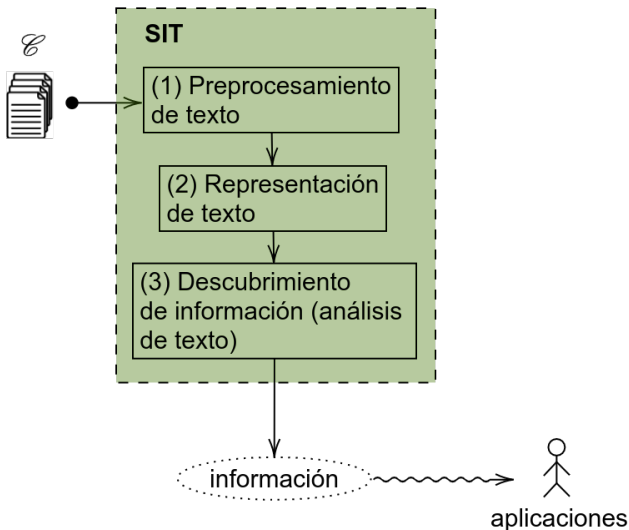 SIT
𝒞
(1) Preprocesamiento
de texto
(2) Representación
de texto
(3) Descubrimiento
de información (análisis
de texto)
información
aplicaciones